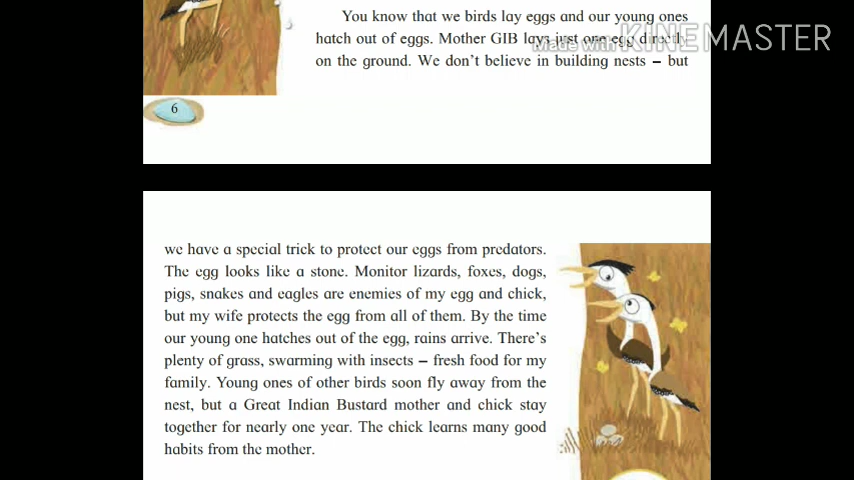 You know that we birds lay eggs and our young ones
hatch out of eggs. Mother GIB lays just one egg directly
on the ground. We don't believe in building nests – but
Made with KINEMASTER
6
we have a special trick to protect our eggs from predators.
The egg looks like a stone. Monitor lizards, foxes, dogs,
pigs, snakes and eagles are enemies of my egg and chick,
but my wife protects the egg from all of them. By the time
our young one hatches out of the egg, rains arrive. There's
plenty of grass, swarming with insects – fresh food for my
family. Young ones of other birds soon fly away from the
nest, but a Great Indian Bustard mother and chick stay
together for nearly one year. The chick learns many good
habits from the mother.